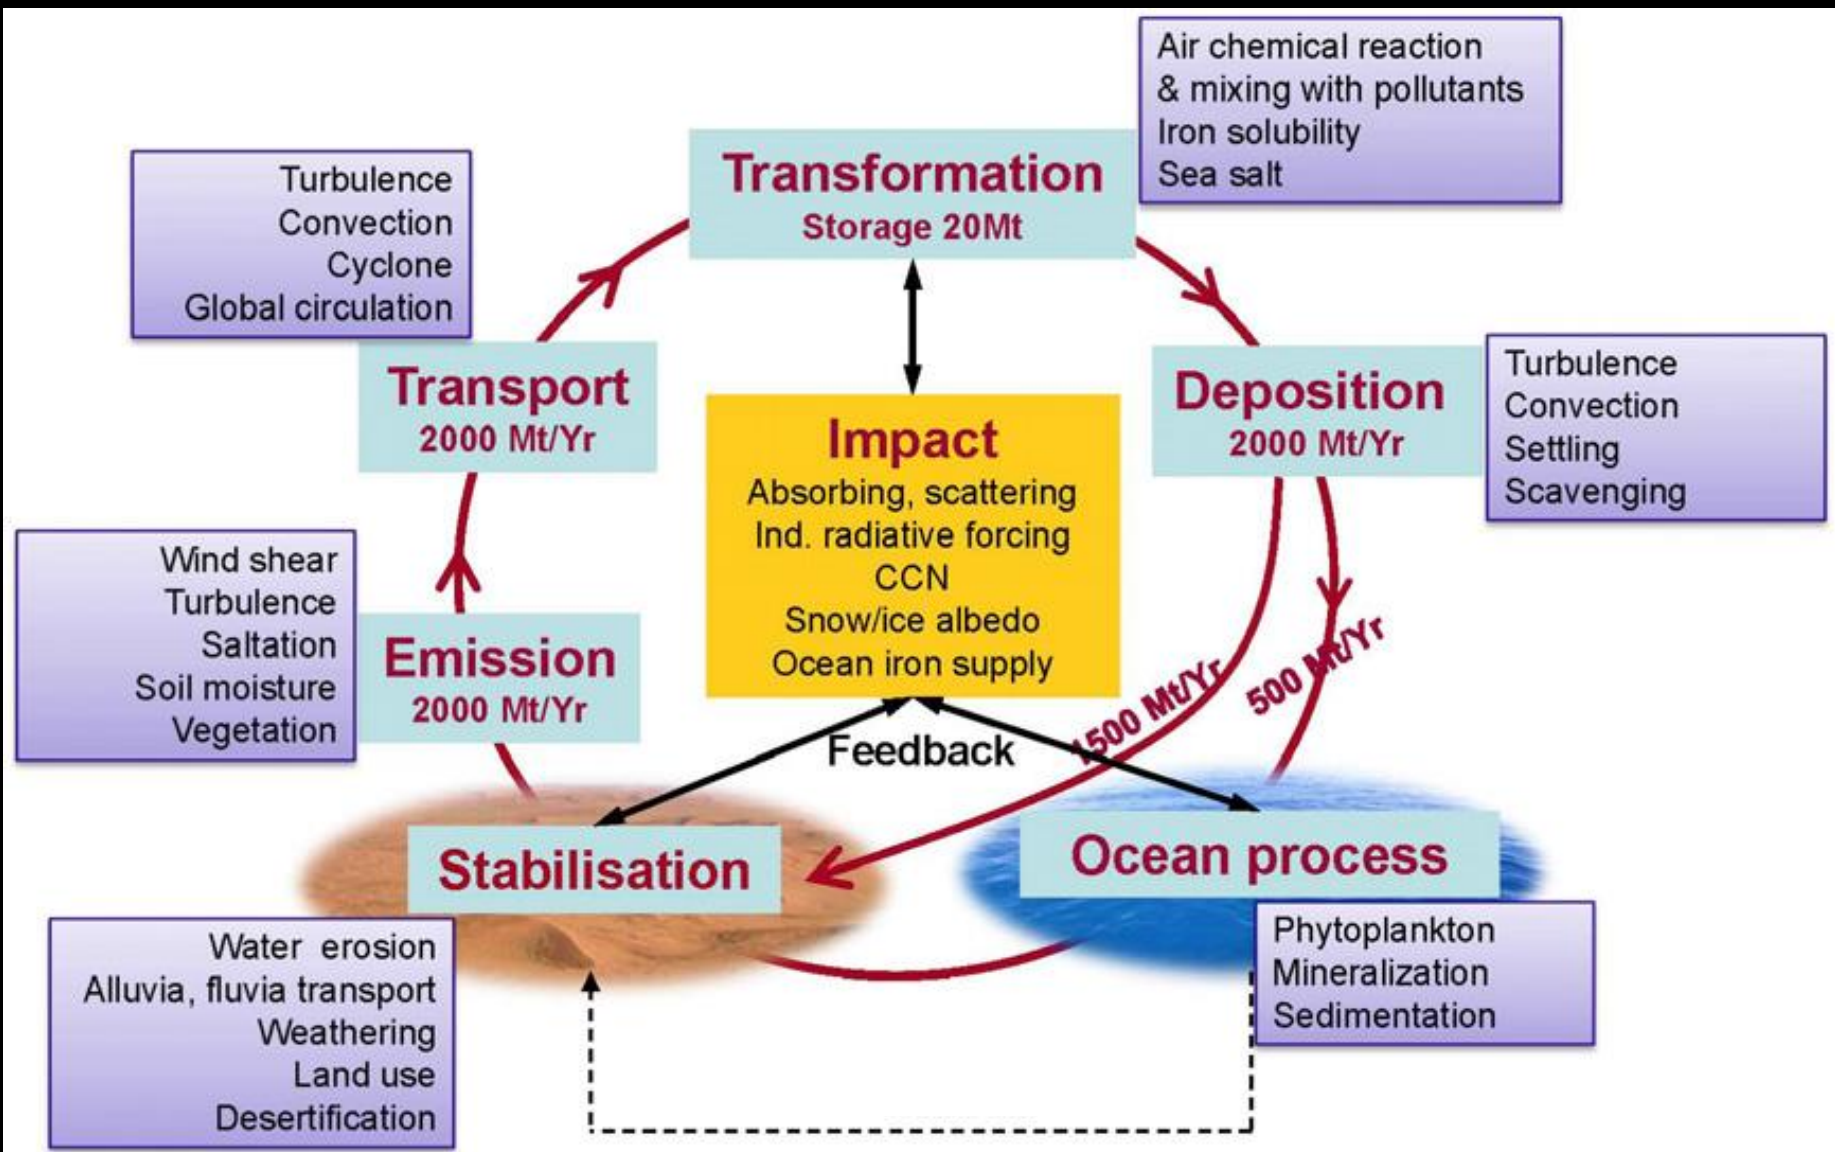 Air chemical reaction
& mixing with pollutants
Iron solubility
Sea salt
Transformation
Storage 20Mt
Turbulence
Convection
Cyclone
Global circulation
Transport
2000 Mt/Yr
Deposition
2000 Mt/Yr
Turbulence
Convection
Settling
Scavenging
Impact
Absorbing, scattering
Ind. radiative forcing
CCN
Snow/ice albedo
Ocean iron supply
Wind shear
Turbulence
Saltation
Soil moisture
Vegetation
Emission
2000 Mt/Yr
1500 Mt/Yr
500 Mt/Yr
Feedback
Stabilisation
Ocean process
Water erosion
Alluvia, fluvia transport
Weathering
Land use
Desertification
Phytoplankton
Mineralization
Sedimentation